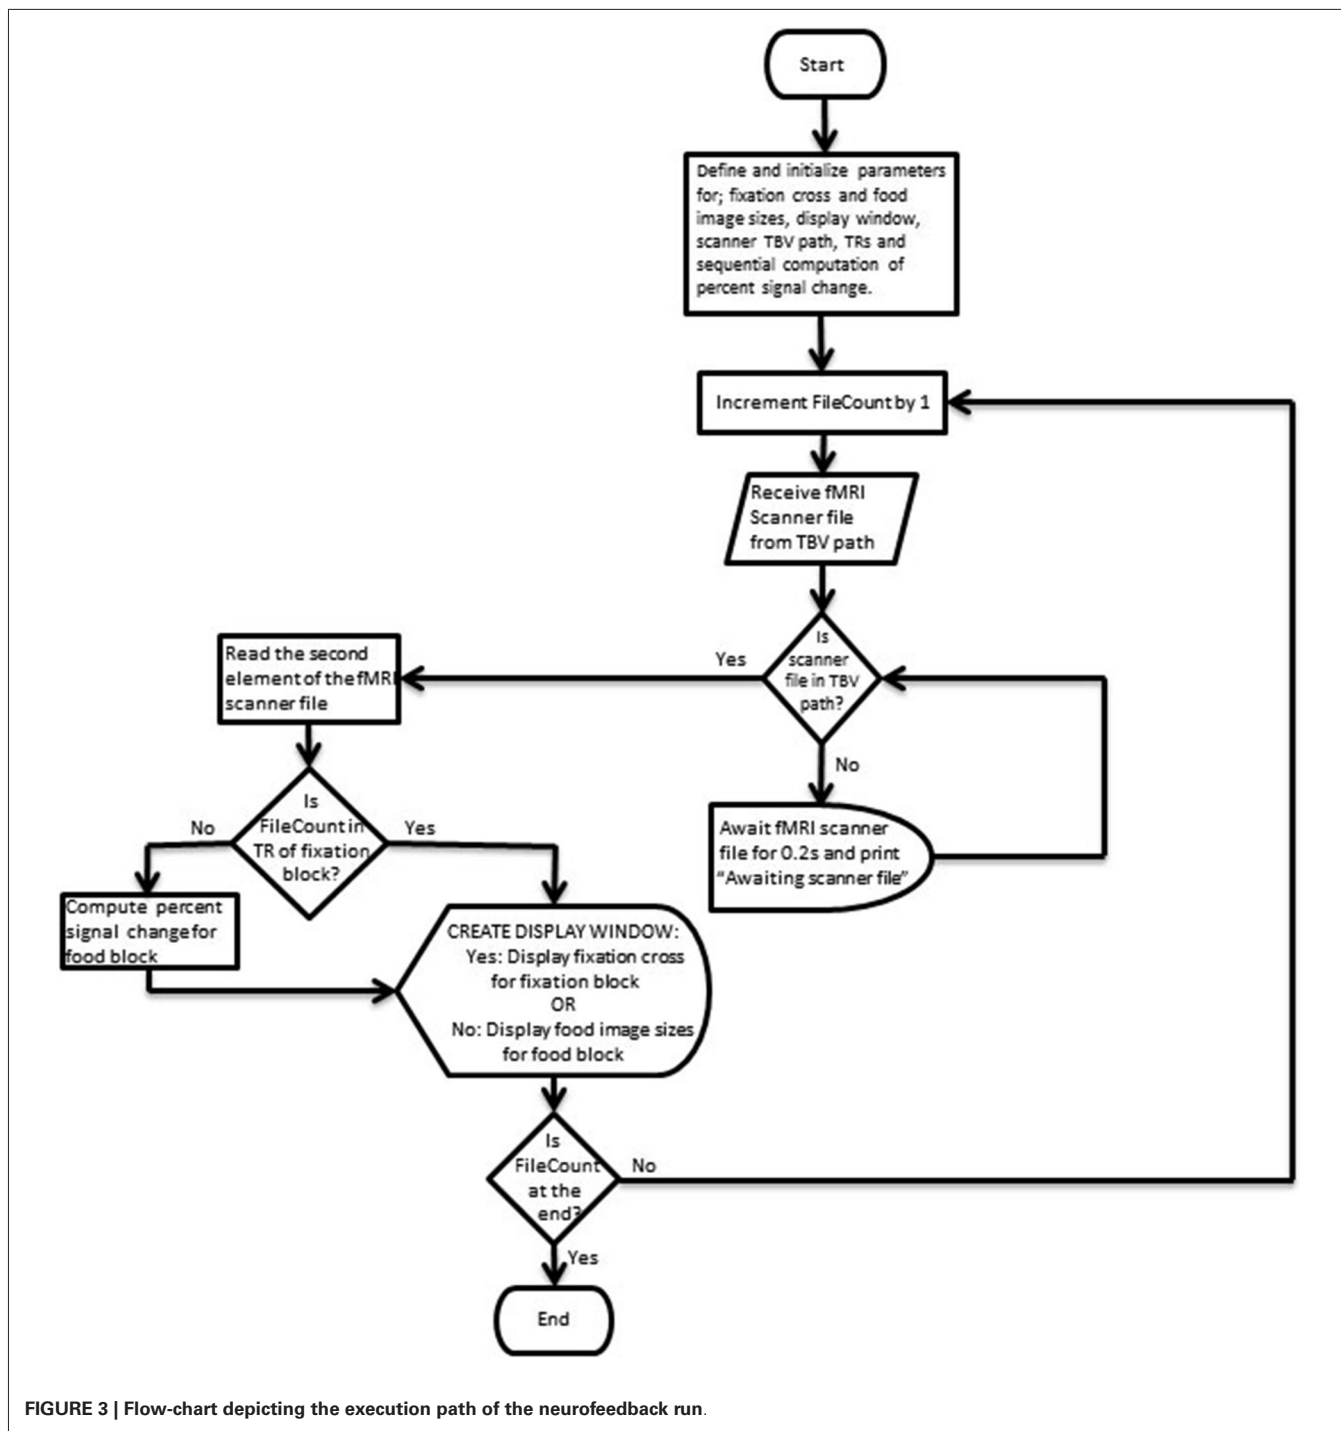 Start
Define and initialize parameters
for; fixation cross and food
image sizes, display window,
scanner TBV path, TRs and
sequential computation of
percent signal change.
Increment FileCount by 1
Receive fMRI
Scanner file
from TBV path
Is
scanner
file in TBV
path?
Yes
No
Await fMRI scanner
file for 0.2s and print
“Awaiting scanner file”
Read the second
element of the fMRI
scanner file
Is
FileCount in
TR of fixation
block?
No
Yes
Compute percent
signal change for
food block
CREATE DISPLAY WINDOW:
Yes: Display fixation cross
for fixation block
OR
No: Display food image sizes
for food block
Is
FileCount
at the
end?
No
Yes
End
FIGURE 3 | Flow-chart depicting the execution path of the neurofeedback run.